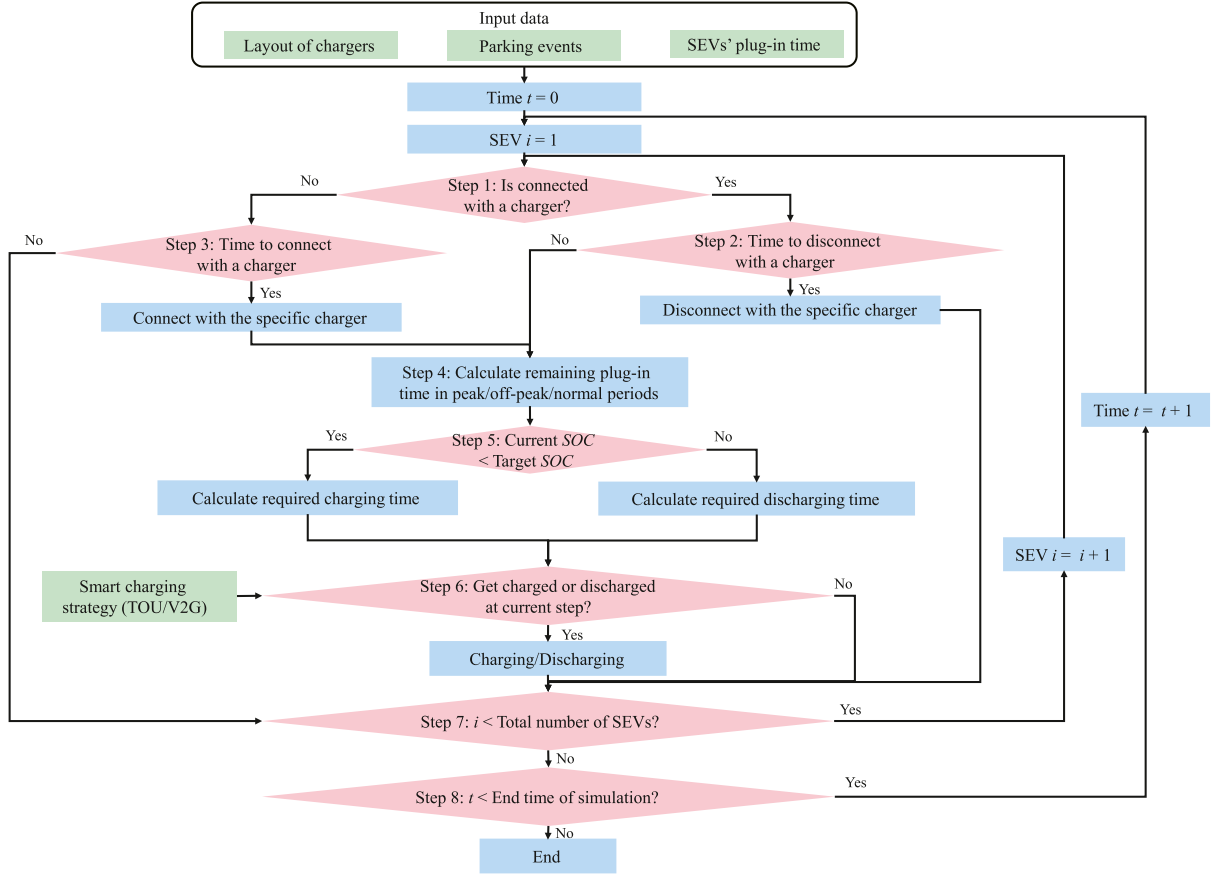 Input data
Layout of chargers
Parking events
SEVs' plug-in time
Time t = 0
SEV i = 1
Step 1: Is connected
with a charger?
No
Yes
Step 3: Time to connect
with a charger
No
Yes
Step 2: Time to disconnect
with a charger
No
Yes
Connect with the specific charger
Disconnect with the specific charger
Step 4: Calculate remaining plug-in
time in peak/off-peak/normal periods
Time t = t + 1
Step 5: Current SOC
< Target SOC
Yes
No
Calculate required charging time
Calculate required discharging time
SEV i = i + 1
Smart charging
strategy (TOU/V2G)
Step 6: Get charged or discharged
at current step?
No
Yes
Charging/Discharging
Step 7: i < Total number of SEVs?
Yes
No
Step 8: t < End time of simulation?
Yes
No
End